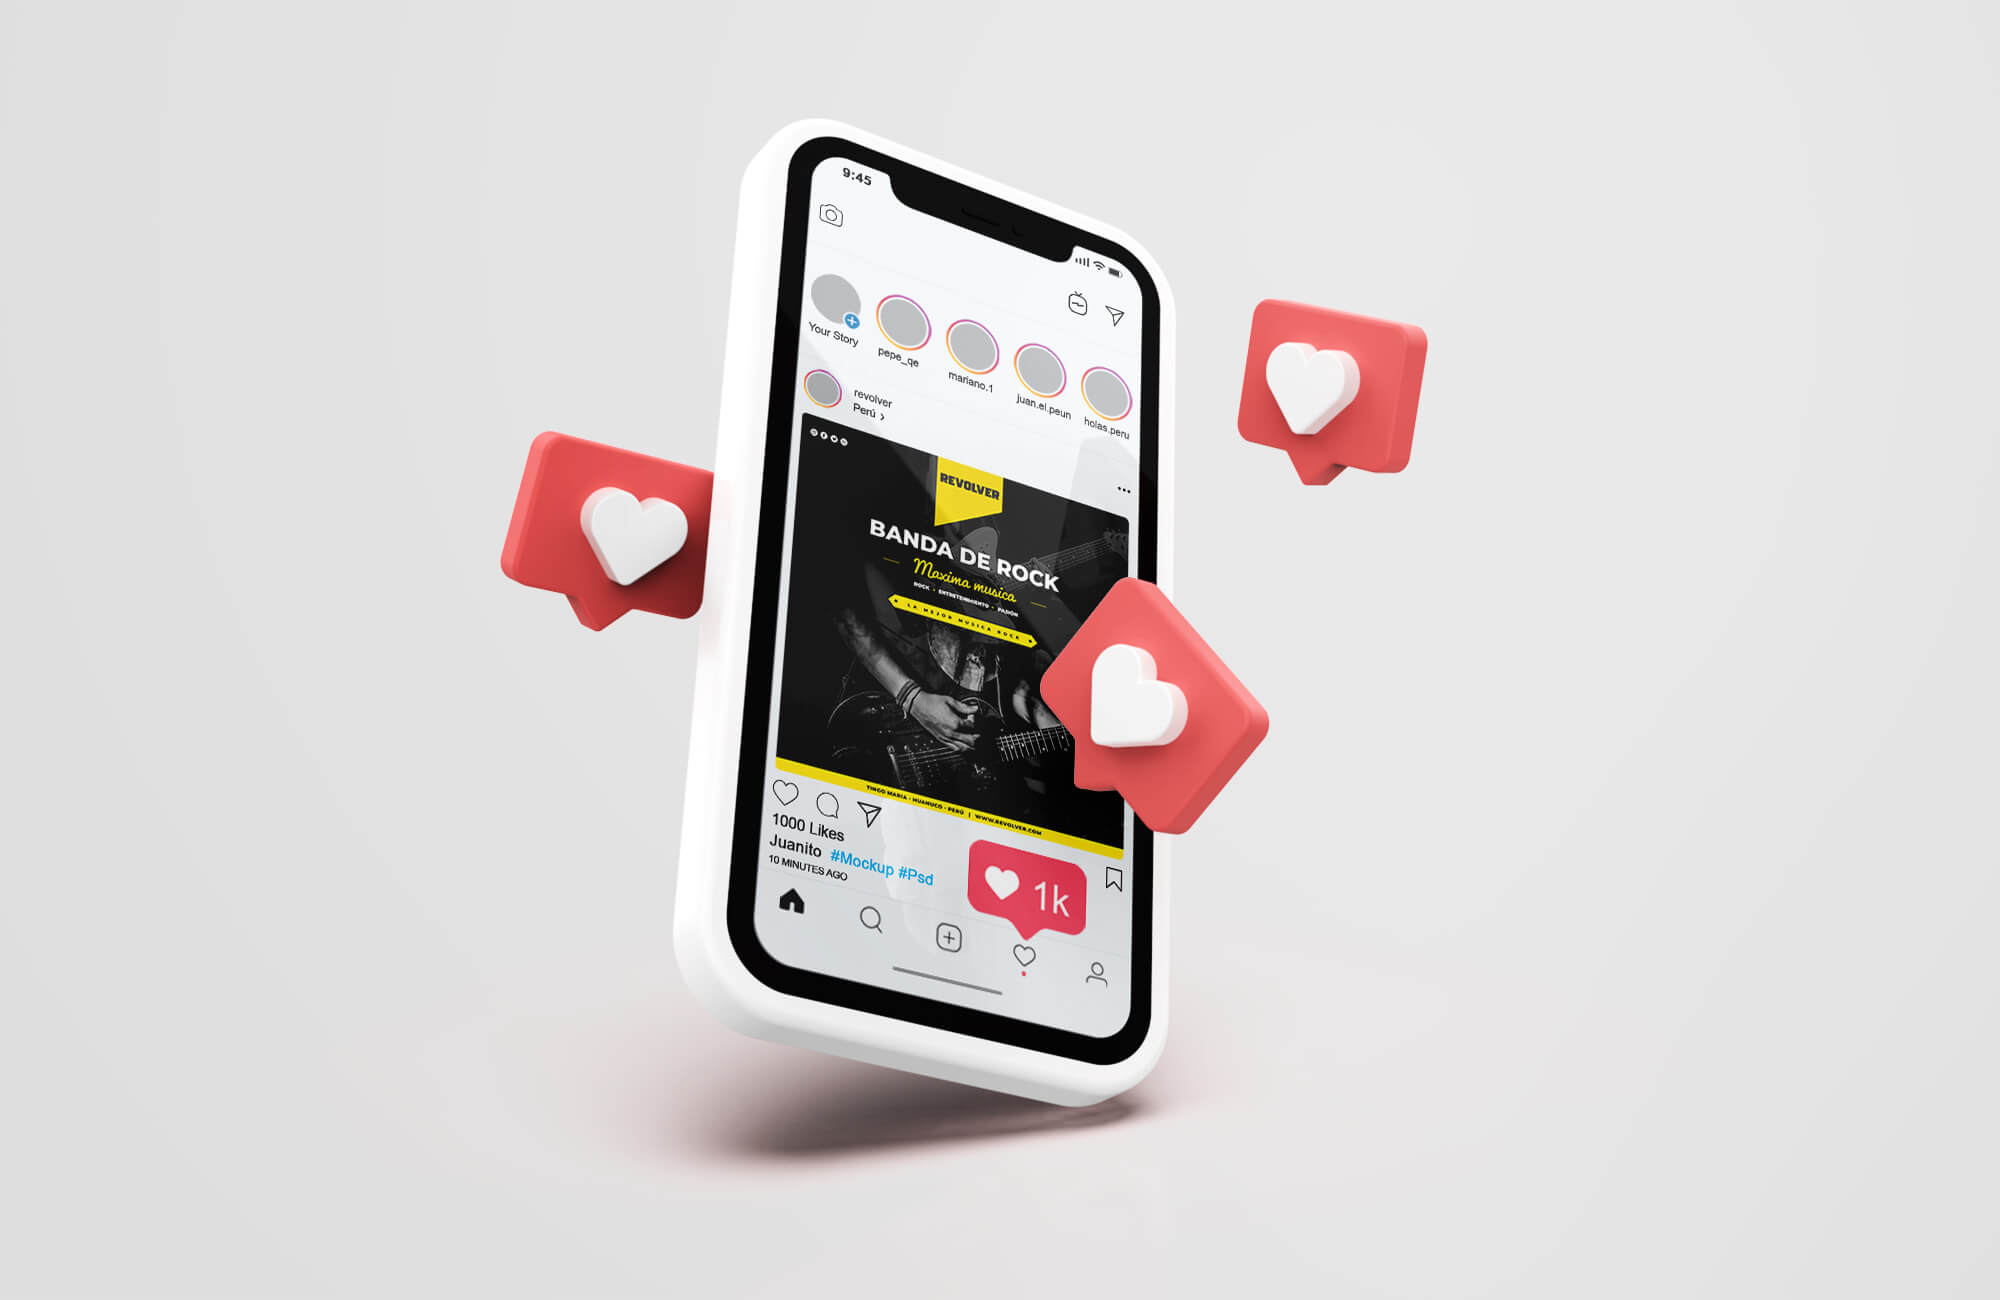 9:45
Your Story
pepe_qe
mariano.1
juan.el.peun
holas.peru
revolver
Perú >
REVOLVER
BANDA DE ROCK
Maxima musica
ROCK • ENTRETENIMIENTO • PASIÓN
LA MEJOR MUSICA ROCK
TINGO MARIA - HUANUCO - PERÚ | WWW.REVOLVER.COM
1000 Likes
Juanito #Mockup #Psd
10 MINUTES AGO
1k